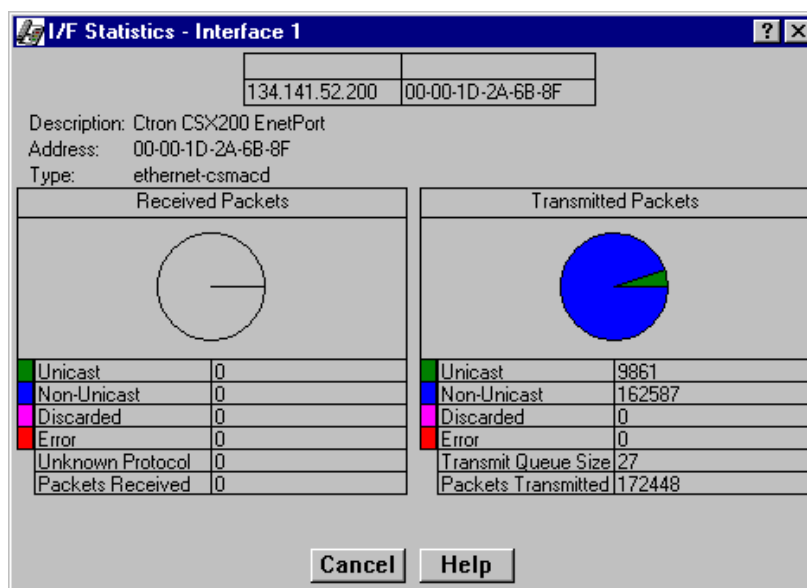 I/F Statistics - Interface 1
134.141.52.200 00-00-1D-2A-6B-8F
Description: Ctron CSX200 EnetPort
Address: 00-00-1D-2A-6B-8F
Type: ethernet-csmacd
Received Packets
Unicast 0
Non-Unicast 0
Discarded 0
Error 0
Unknown Protocol 0
Packets Received 0
Transmitted Packets
Unicast 9861
Non-Unicast 162587
Discarded 0
Error 0
Transmit Queue Size 27
Packets Transmitted 172448
Cancel Help